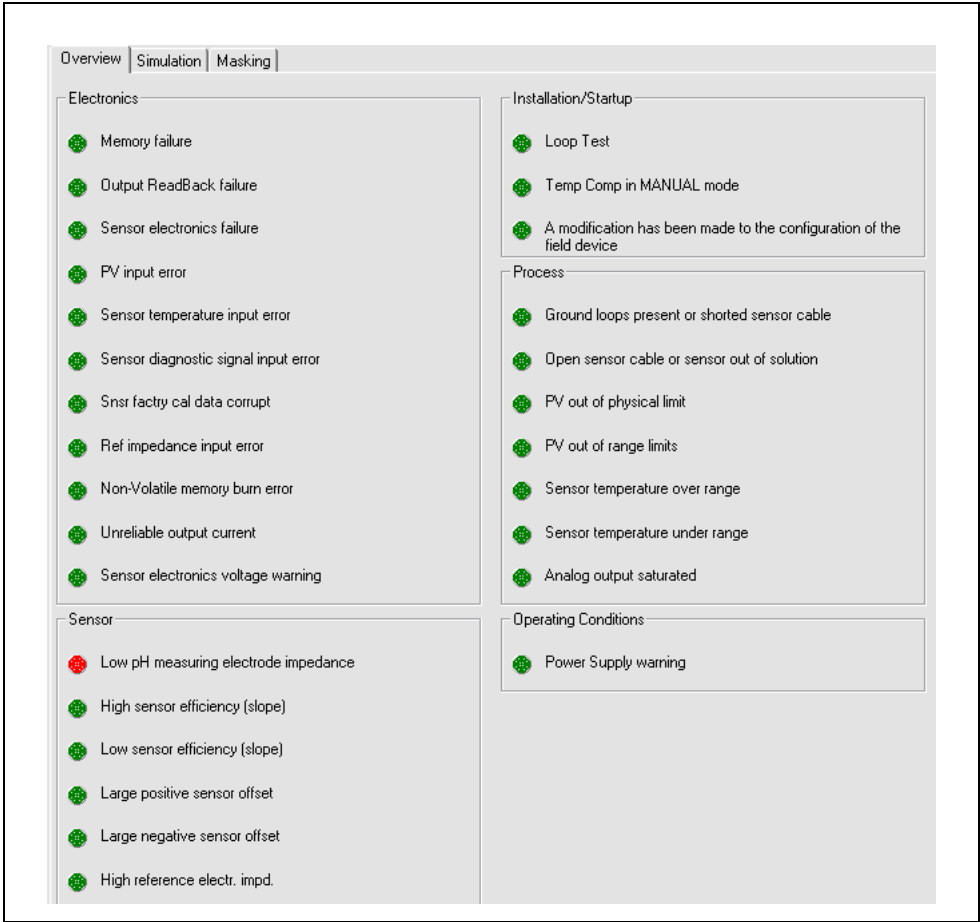 Overview
Simulation
Masking
Electronics
Memory failure
Output ReadBack failure
Sensor electronics failure
PV input error
Sensor temperature input error
Sensor diagnostic signal input error
Snsr factry cal data corrupt
Ref impedance input error
Non-Volatile memory burn error
Unreliable output current
Sensor electronics voltage warning
Sensor
Low pH measuring electrode impedance
High sensor efficiency (slope)
Low sensor efficiency (slope)
Large positive sensor offset
Large negative sensor offset
High reference electr. impd.
Installation/Startup
Loop Test
Temp Comp in MANUAL mode
A modification has been made to the configuration of the
field device
Process
Ground loops present or shorted sensor cable
Open sensor cable or sensor out of solution
PV out of physical limit
PV out of range limits
Sensor temperature over range
Sensor temperature under range
Analog output saturated
Operating Conditions
Power Supply warning